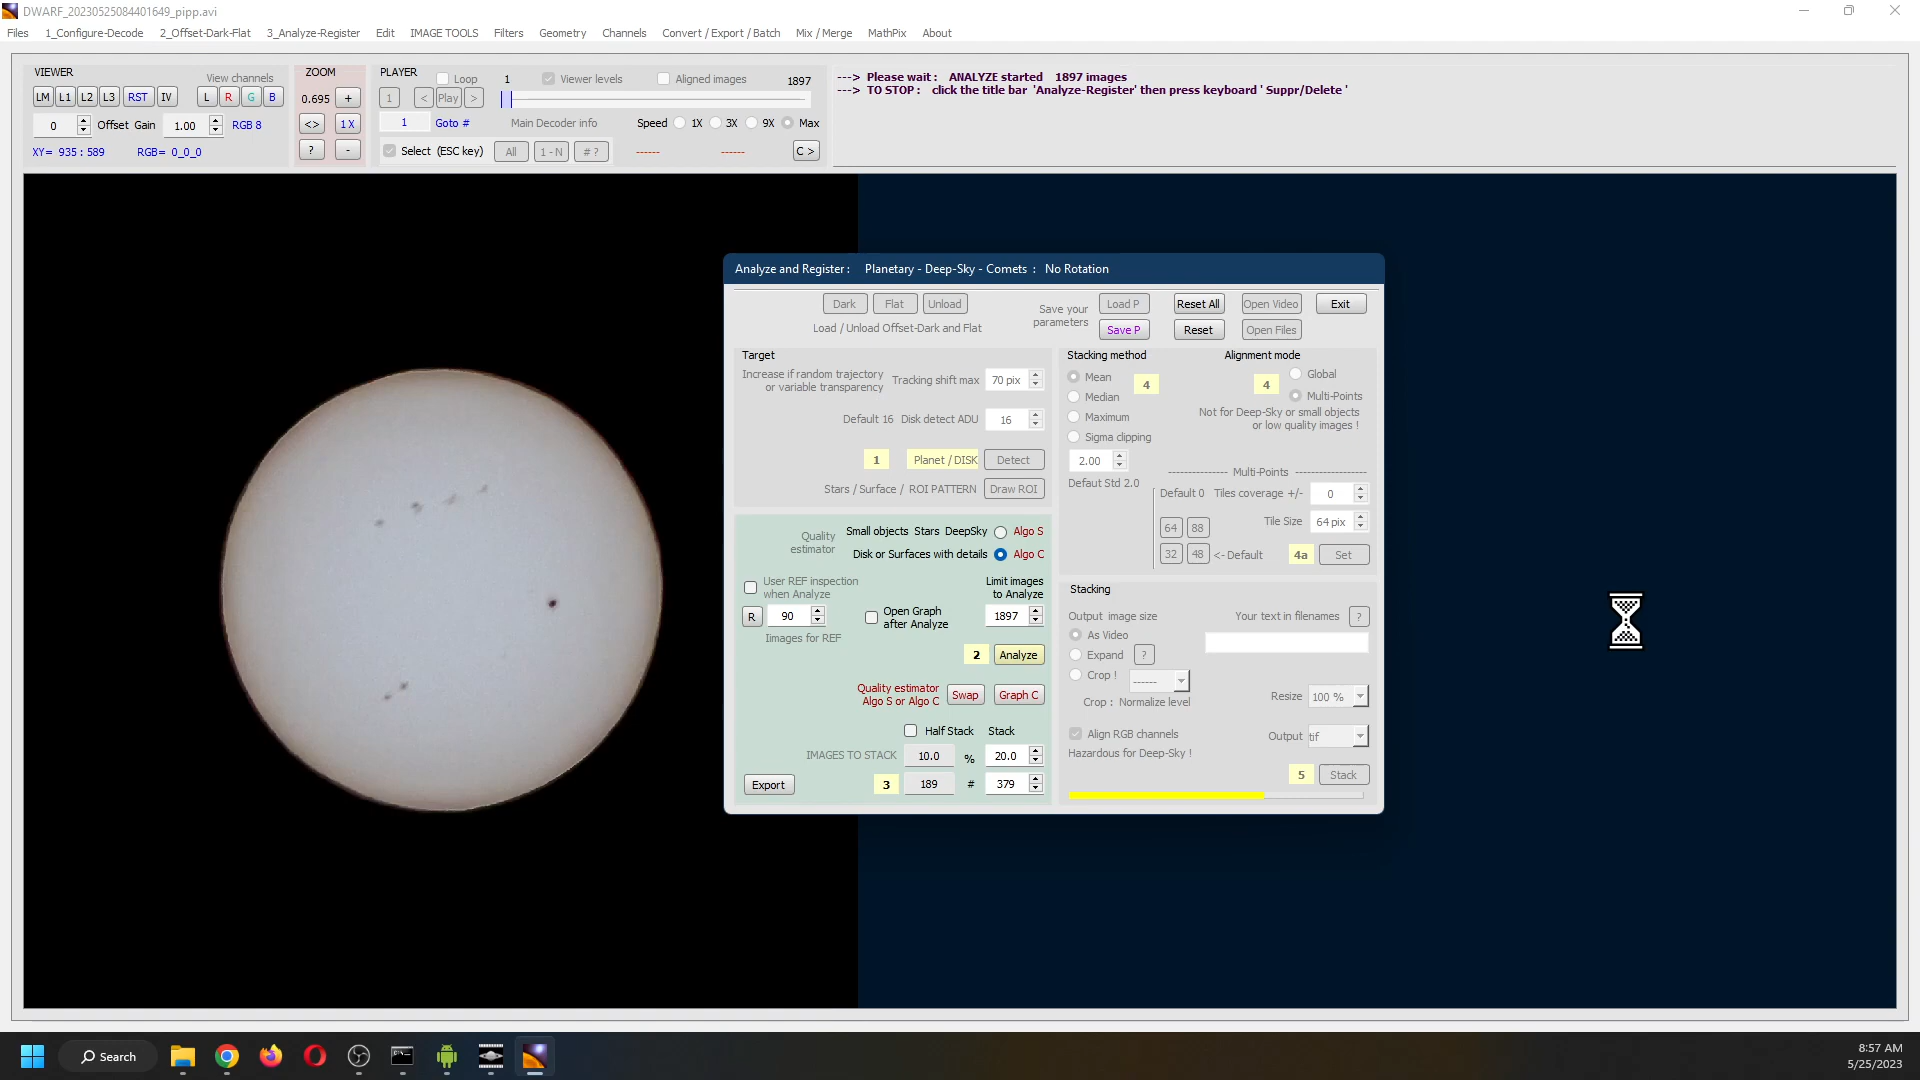 DWARF_20230525084401649_pipp.avi
Files 1_Configure-Decode 2_Offset-Dark-Flat 3_Analyze-Register Edit IMAGE TOOLS Filters Geometry Channels Convert / Export / Batch Mix / Merge MathPix About
VIEWER View channels
LM L1 L2 L3 RST IV L R G B
0 Offset Gain 1.00 RGB 8
XY= 935 : 589 RGB= 0_0_0
ZOOM
0.695 +
<> 1 X
? -
PLAYER Loop 1 Viewer levels Aligned images 1897
1 < Play >
1 Goto # Main Decoder info Speed 1X 3X 9X Max
Select (ESC key) All 1 - N # ? ------ ------ C >
---> Please wait : ANALYZE started 1897 images
---> TO STOP : click the title bar 'Analyze-Register' then press keyboard ' Suppr/Delete '
Analyze and Register : Planetary - Deep-Sky - Comets : No Rotation
Dark Flat Unload
Load / Unload Offset-Dark and Flat
Save your
parameters
Load P Reset All Open Video Exit
Save P Reset Open Files
Target
Increase if random trajectory
or variable transparency
Tracking shift max 70 pix
Default 16 Disk detect ADU 16
1 Planet / DISK Detect
Stars / Surface / ROI PATTERN Draw ROI
Quality
estimator
Small objects Stars DeepSky Algo S
Disk or Surfaces with details Algo C
User REF inspection
when Analyze
Limit images
to Analyze
R 90
Iimages for REF
Open Graph
after Analyze
1897
2 Analyze
Quality estimator
Algo S or Algo C
Swap Graph C
Half Stack Stack
IMAGES TO STACK 10.0 % 20.0
Export 3 189 # 379
Stacking method
Mean
4
Median
Maximum
Sigma clipping
2.00
Defaut Std 2.0
Alignment mode
4
Global
Multi-Points
Not for Deep-Sky or small objects
or low quality images !
--------------- Multi-Points ------------------
Default 0 Tiles coverage +/- 0
Tile Size 64 pix
64 88
32 48 <- Default 4a Set
Stacking
Output image size Your text in filenames ?
As Video
Expand ?
Crop ! ------
Crop : Normalize level
Resize 100 %
Align RGB channels
Hazardous for Deep-Sky !
Output tif
5 Stack
Search
8:57 AM
5/25/2023